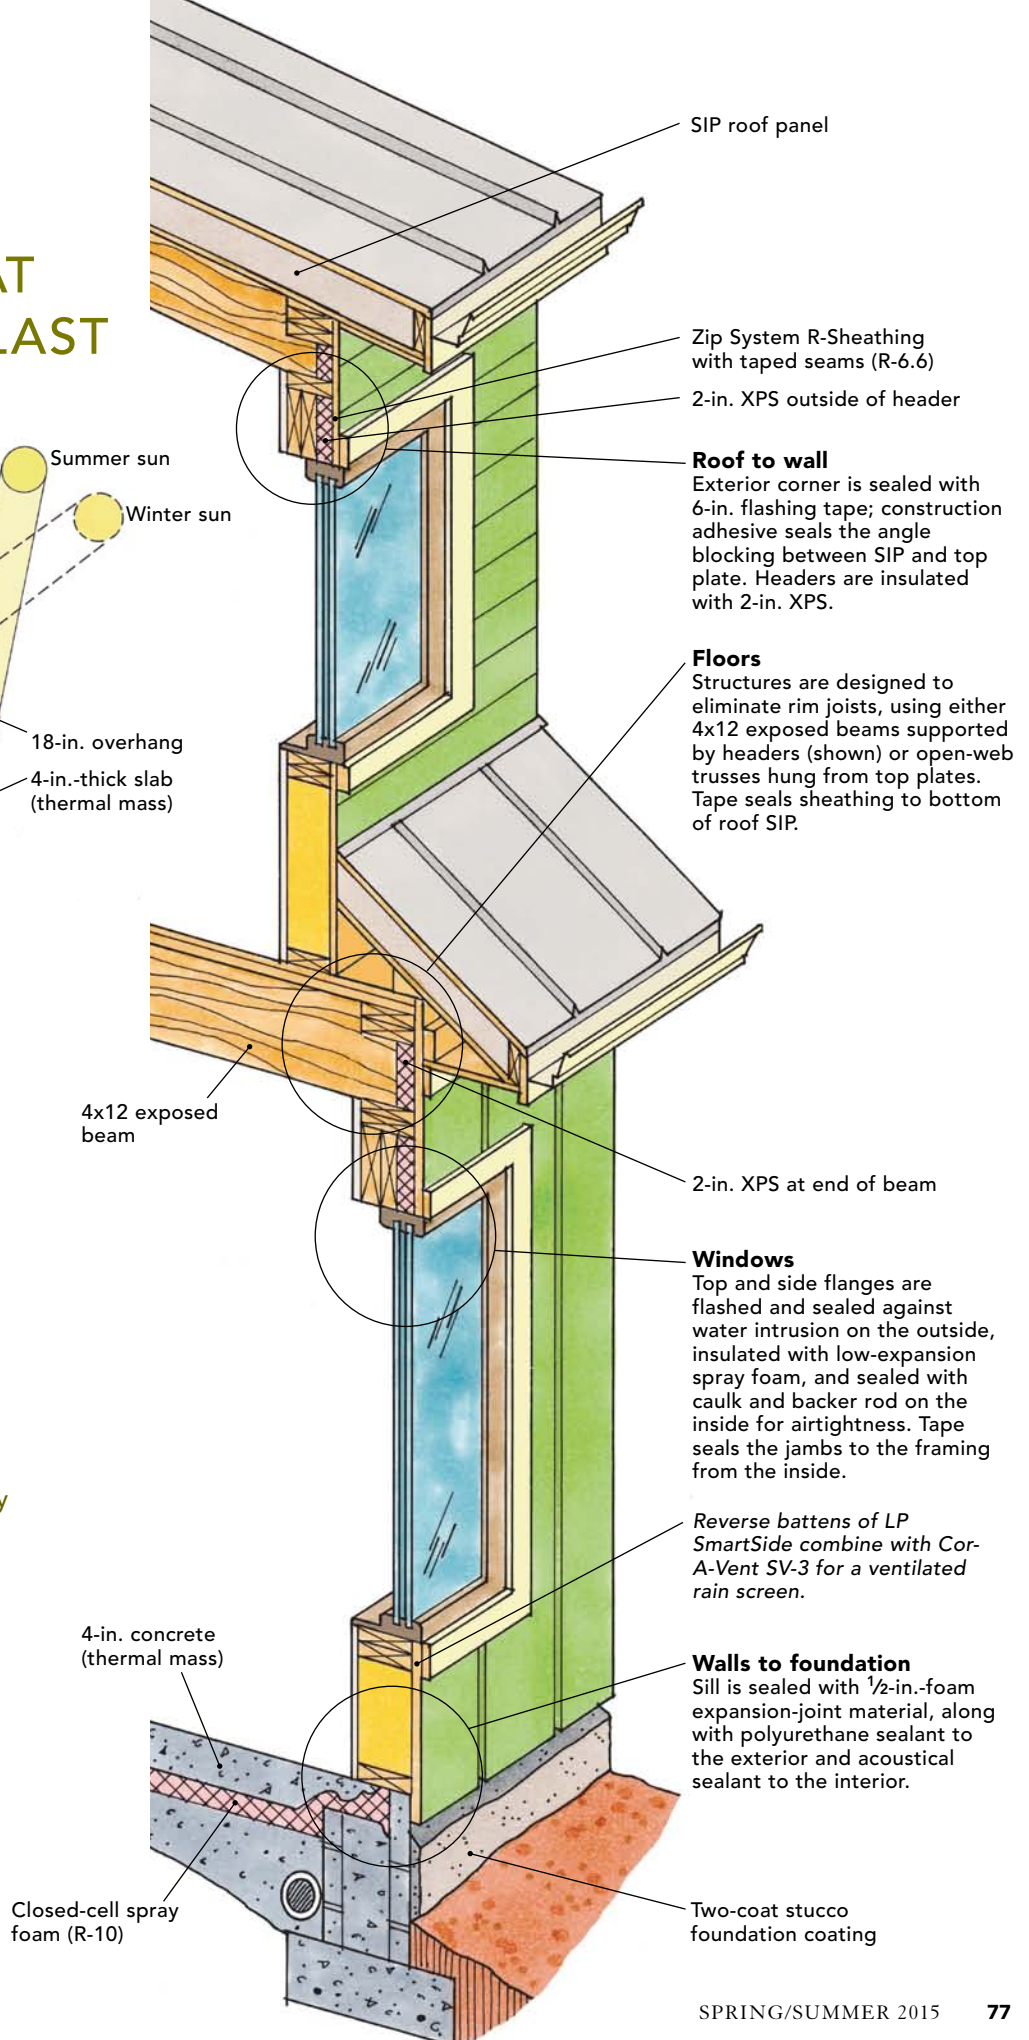 AT
LAST
Summer sun
Winter sun
18-in. overhang
4-in.-thick slab
(thermal mass)
SIP roof panel
Zip System R-Sheathing
with taped seams (R-6.6)
2-in. XPS outside of header
Roof to wall
Exterior corner is sealed with
6-in. flashing tape; construction
adhesive seals the angle
blocking between SIP and top
plate. Headers are insulated
with 2-in. XPS.
Floors
Structures are designed to
eliminate rim joists, using either
4x12 exposed beams supported
by headers (shown) or open-web
trusses hung from top plates.
Tape seals sheathing to bottom
of roof SIP.
4x12 exposed
beam
2-in. XPS at end of beam
Windows
Top and side flanges are
flashed and sealed against
water intrusion on the outside,
insulated with low-expansion
spray foam, and sealed with
caulk and backer rod on the
inside for airtightness. Tape
seals the jambs to the framing
from the inside.
y
Reverse battens of LP
SmartSide combine with Cor-
A-Vent SV-3 for a ventilated
rain screen.
4-in. concrete
(thermal mass)
Walls to foundation
Sill is sealed with ½-in.-foam
expansion-joint material, along
with polyurethane sealant to
the exterior and acoustical
sealant to the interior.
Closed-cell spray
foam (R-10)
Two-coat stucco
foundation coating
SPRING/SUMMER 2015 77